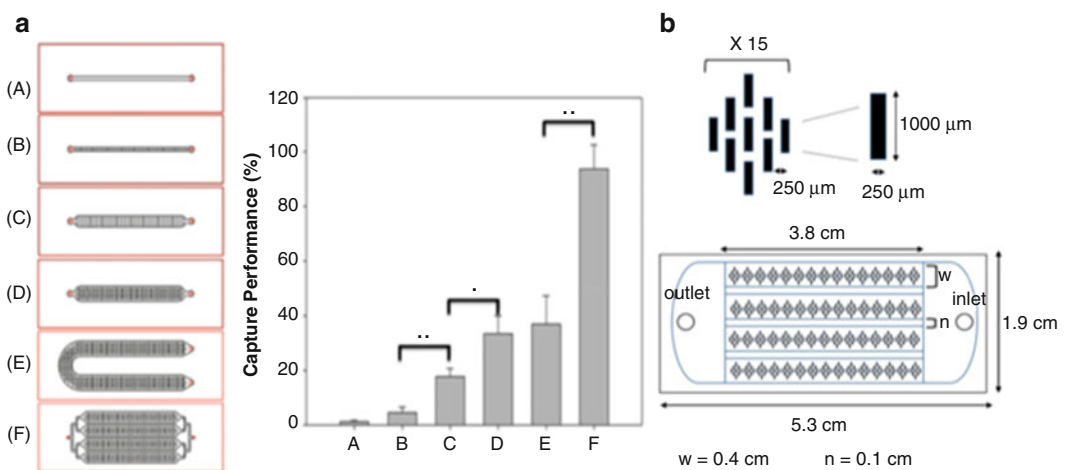 a
(A)
(B)
(C)
(D)
(E)
(F)
Capture Performance (%)
120
100
80
60
40
20
0
..
.
..
A B C D E F
b
X 15
1000 μm
250 μm
250 μm
3.8 cm
w
outlet
inlet
n
1.9 cm
5.3 cm
w = 0.4 cm n = 0.1 cm